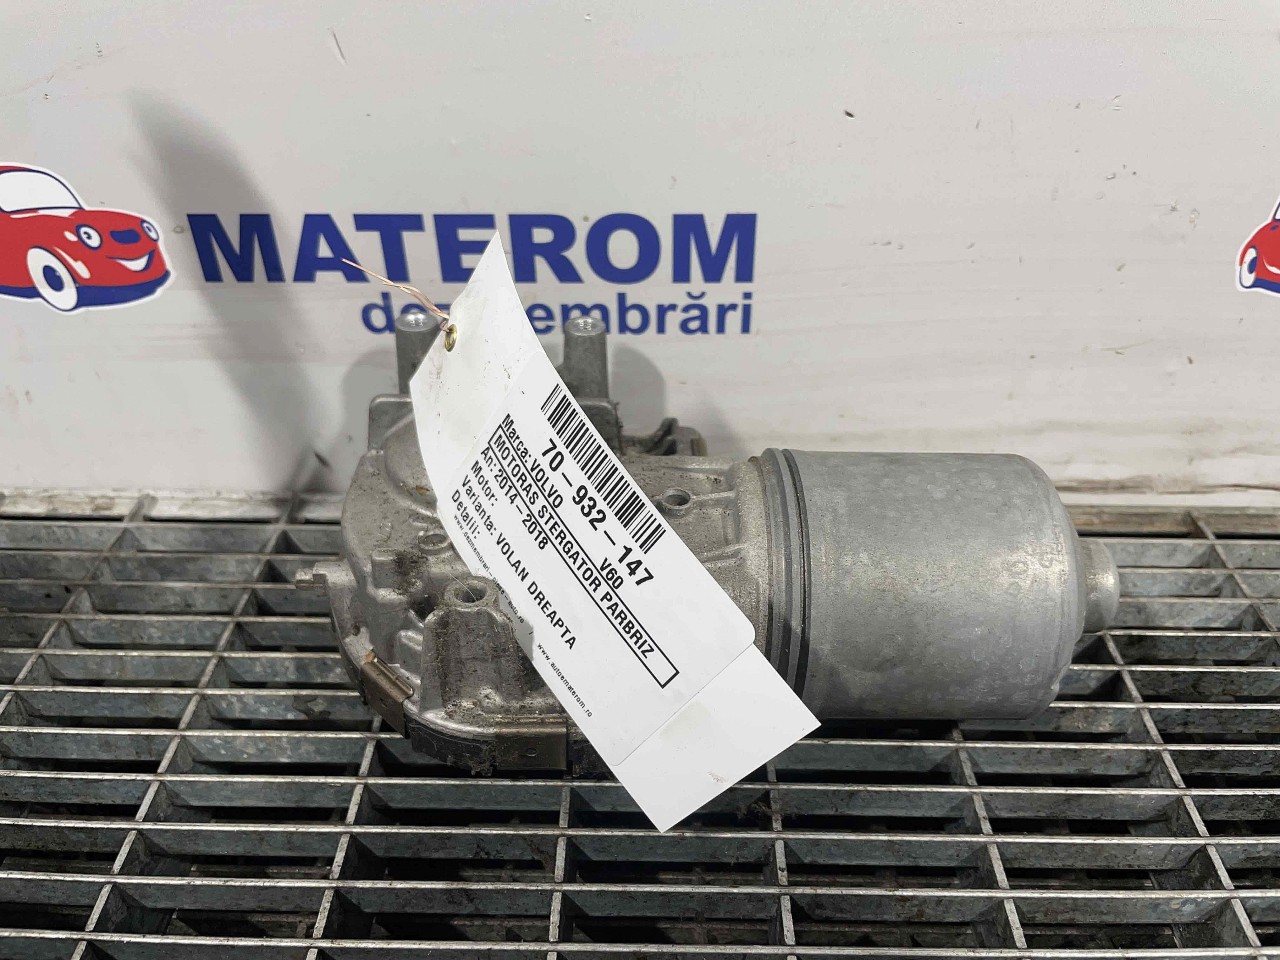 MATEROM
dezmembrări
70-932-147
Marca: VOLVO V60
MOTORAS STERGATOR PARBRIZ
An: 2014-2018
Motor:
Varianta: VOLAN DREAPTA
Detalii: